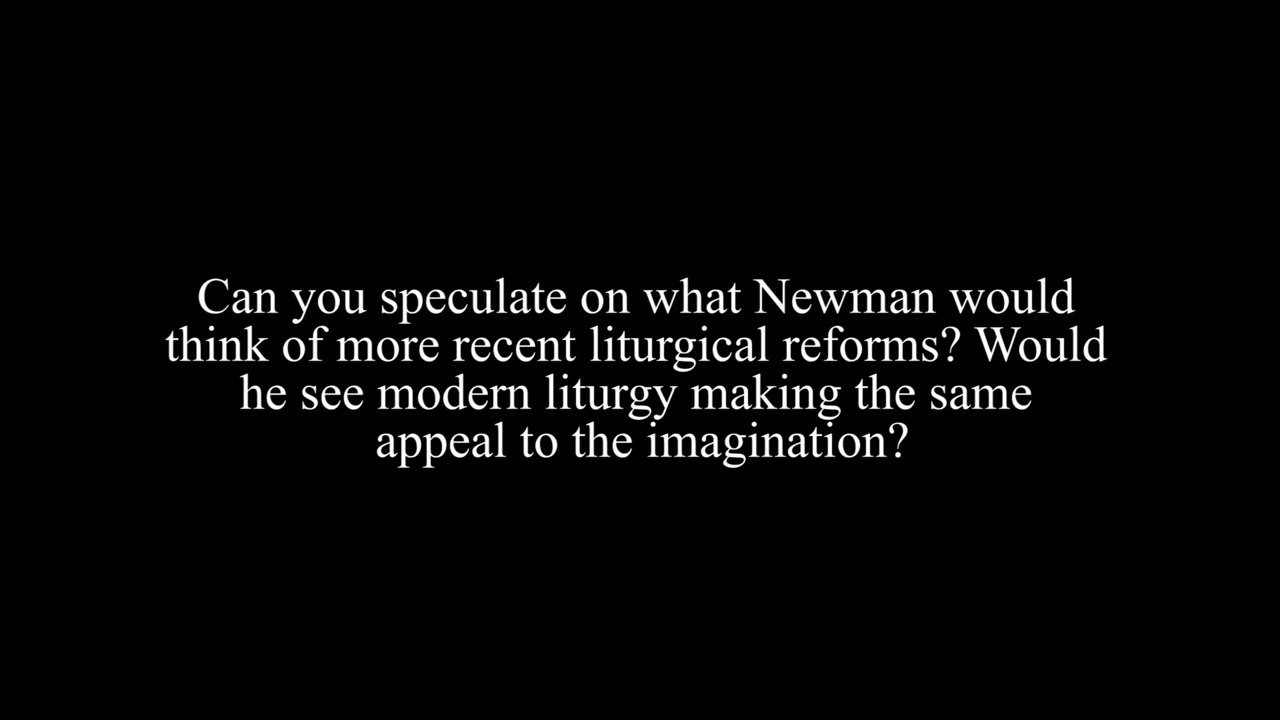 Can you speculate on what Newman would
think of more recent liturgical reforms? Would
he see modern liturgy making the same
appeal to the imagination?